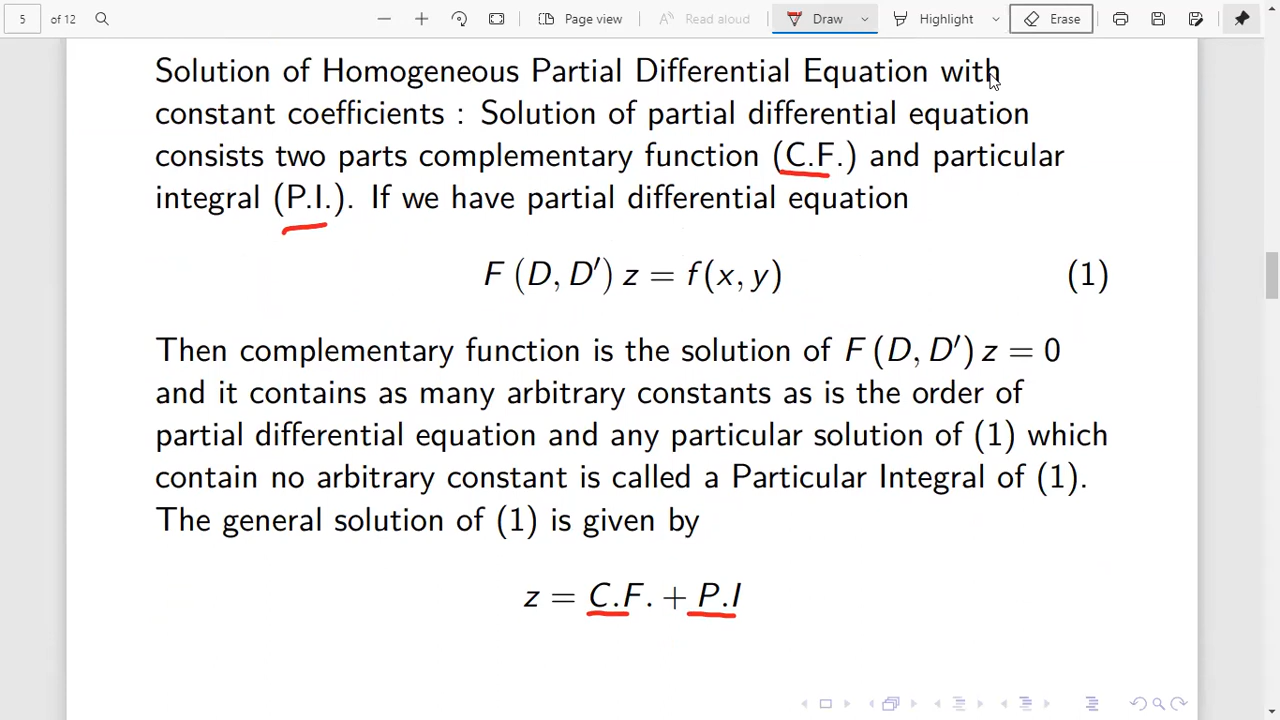 5 of 12 Page view Read aloud Draw Highlight Erase
Solution of Homogeneous Partial Differential Equation with
constant coefficients : Solution of partial differential equation
consists two parts complementary function (C.F.) and particular
integral (P.I.). If we have partial differential equation
F (D, D′) z = f(x, y) (1)
Then complementary function is the solution of F (D, D′) z = 0
and it contains as many arbitrary constants as is the order of
partial differential equation and any particular solution of (1) which
contain no arbitrary constant is called a Particular Integral of (1).
The general solution of (1) is given by
z = C.F. + P.I